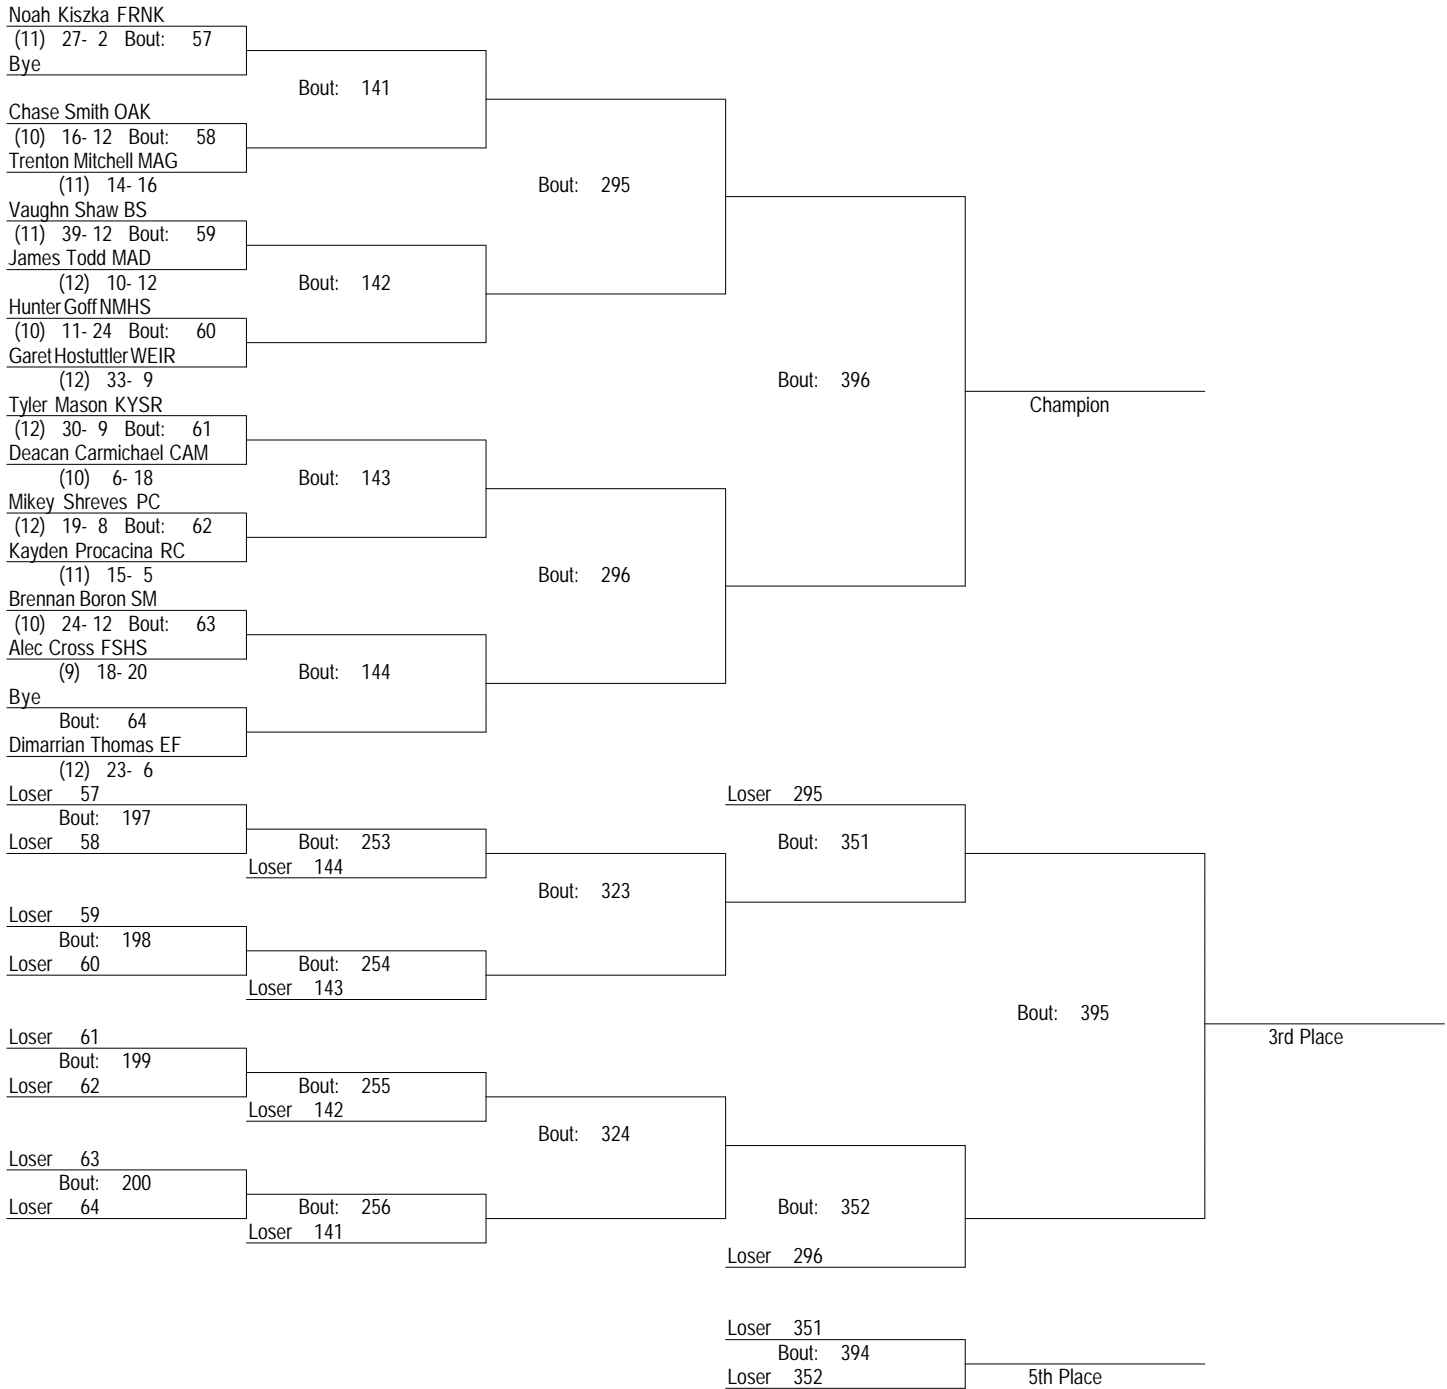 Noah Kiszka FRNK
(11) 27- 2 Bout: 57
Bye
Bout: 141
Chase Smith OAK
(10) 16- 12 Bout: 58
Trenton Mitchell MAG
(11) 14- 16
Bout: 295
Vaughn Shaw BS
(11) 39- 12 Bout: 59
James Todd MAD
(12) 10- 12
Bout: 142
Hunter Goff NMHS
(10) 11- 24 Bout: 60
Garet Hostuttler WEIR
(12) 33- 9
Bout: 396
Champion
Tyler Mason KYSR
(12) 30- 9 Bout: 61
Deacan Carmichael CAM
(10) 6- 18
Bout: 143
Mikey Shreves PC
(12) 19- 8 Bout: 62
Kayden Procacina RC
(11) 15- 5
Bout: 296
Brennan Boron SM
(10) 24- 12 Bout: 63
Alec Cross FSHS
(9) 18- 20
Bout: 144
Bye
Bout: 64
Dimarrian Thomas EF
(12) 23- 6
Loser 57
Bout: 197
Loser 58
Bout: 253
Loser 144
Loser 295
Bout: 351
Bout: 323
Loser 59
Bout: 198
Loser 60
Bout: 254
Loser 143
Bout: 395
3rd Place
Loser 61
Bout: 199
Loser 62
Bout: 255
Loser 142
Bout: 324
Loser 63
Bout: 200
Loser 64
Bout: 256
Loser 141
Bout: 352
Loser 296
Loser 351
Bout: 394
Loser 352
5th Place